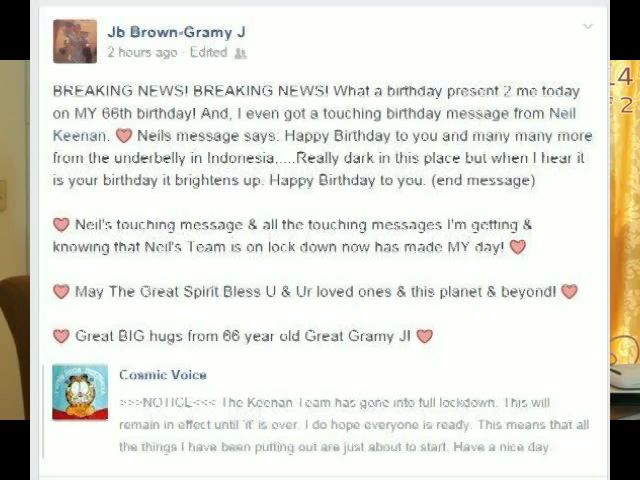 Jb Brown-Gramy J
2 hours ago · Edited
BREAKING NEWS! BREAKING NEWS! What a birthday present 2 me today
on MY 66th birthday! And, I even got a touching birthday message from Neil
Keenan. ❤ Neils message says: Happy Birthday to you and many many more
from the underbelly in Indonesia.....Really dark in this place but when I hear it
is your birthday it brightens up. Happy Birthday to you. (end message)
❤ Neil's touching message & all the touching messages I'm getting &
knowing that Neil's Team is on lock down now has made MY day! ❤
❤ May The Great Spirit Bless U & Ur loved ones & this planet & beyond! ❤
❤ Great BIG hugs from 66 year old Great Gramy J! ❤
Cosmic Voice
>>>NOTICE<<< The Keenan Team has gone into full lockdown. This will
remain in effect until 'it' is over. I do hope everyone is ready. This means that all
the things I have been putting out are just about to start. Have a nice day
4
2